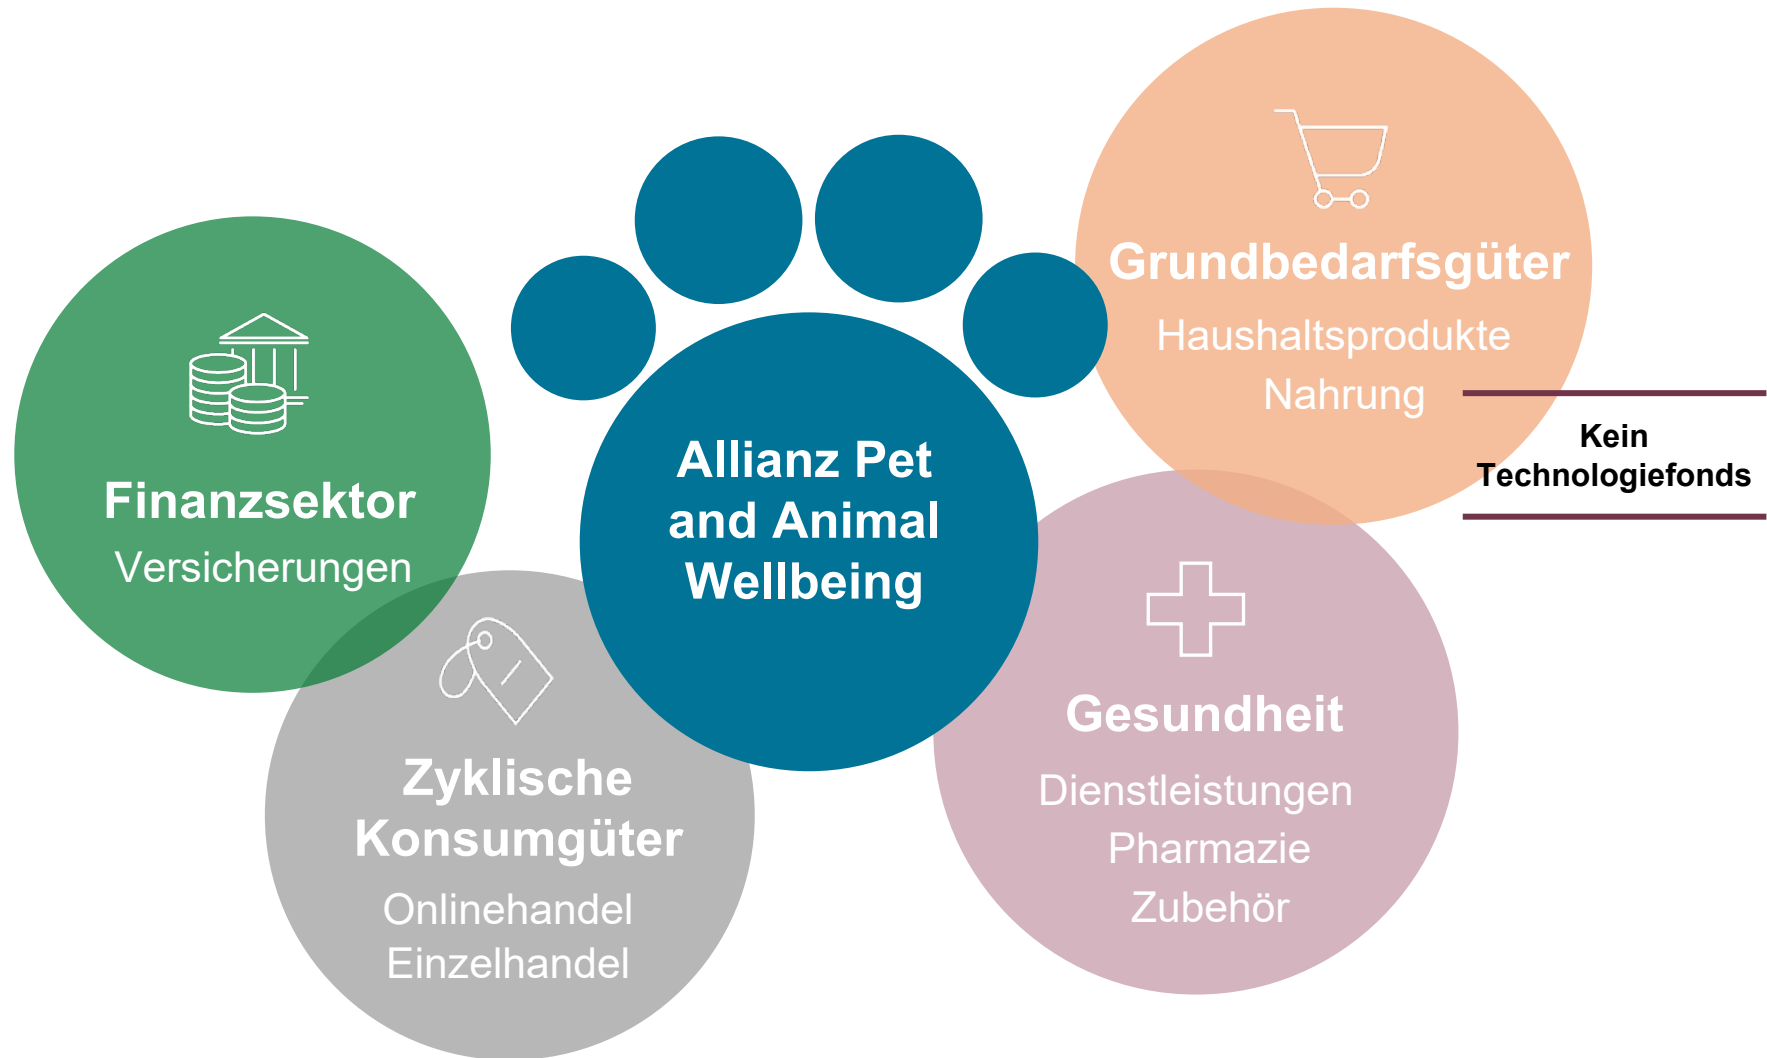 Finanzsektor
Versicherungen
Zyklische
Konsumgüter
Onlinehandel
Einzelhandel
Allianz Pet
and Animal
Wellbeing
Grundbedarfsgüter
Haushaltsprodukte
Nahrung
Kein
Technologiefonds
Gesundheit
Dienstleistungen
Pharmazie
Zubehör